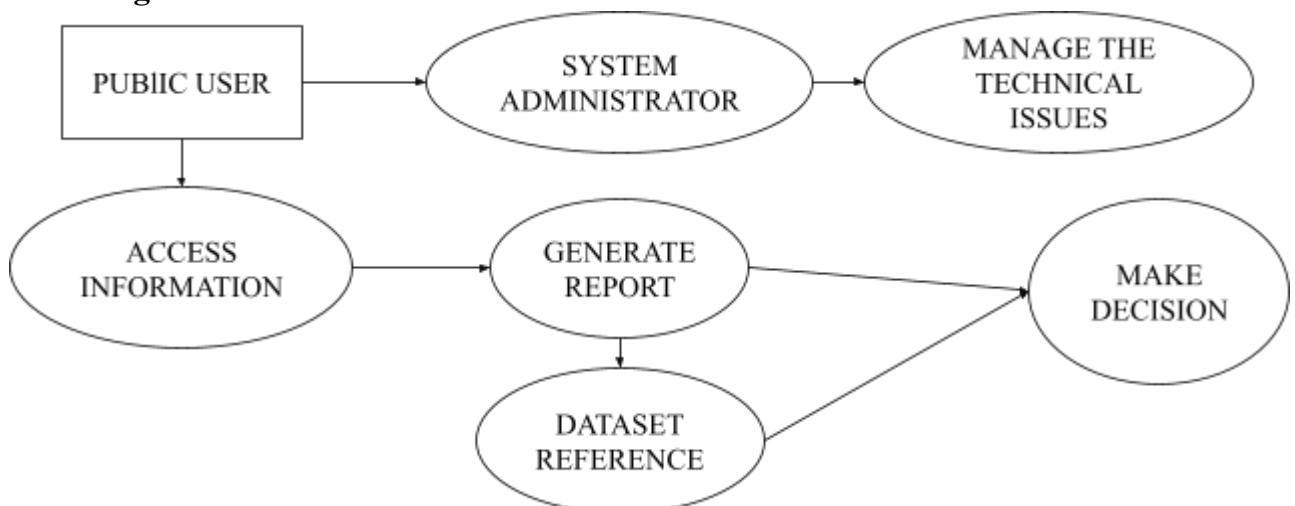 PUBlIC USER
SYSTEM
ADMINISTRATOR
MANAGE THE
TECHNICAL
ISSUES
ACCESS
INFORMATION
GENERATE
REPORT
MAKE
DECISION
DATASET
REFERENCE